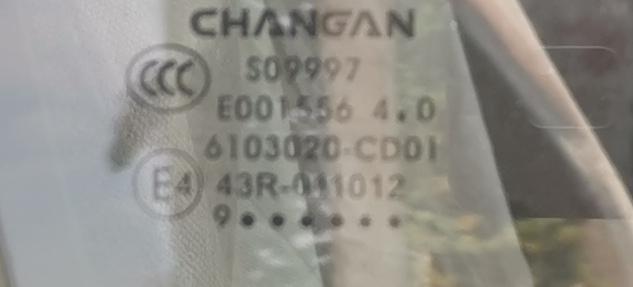 CHANGAN
CCC S09997
E001556 4.0
6103020-CD01
E4 43R-011012
9 • • • • • •